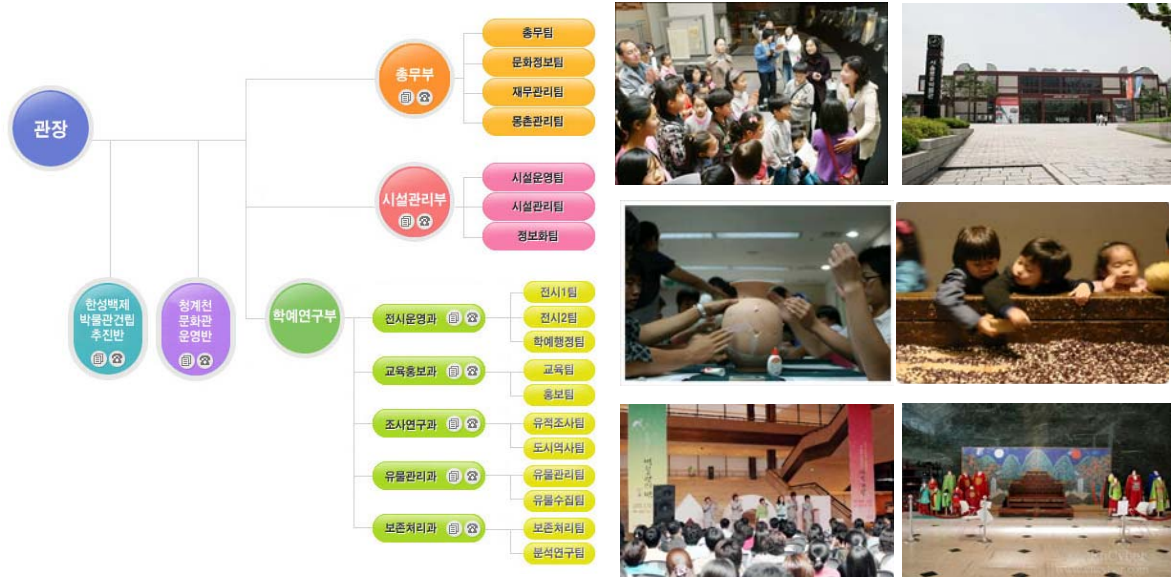 관장
총무부
총무팀
문화정보팀
재무관리팀
몽촌관리팀
시설관리부
시설운영팀
시설관리팀
정보화팀
한성백제
박물관건립
추진반
청계천
문화관
운영반
학예연구부
전시운영과
전시1팀
전시2팀
학예행정팀
교육홍보과
교육팀
홍보팀
조사연구과
유적조사팀
도시역사팀
유물관리과
유물관리팀
유물수집팀
보존처리과
보존처리팀
분석연구팀
서울역사박물관